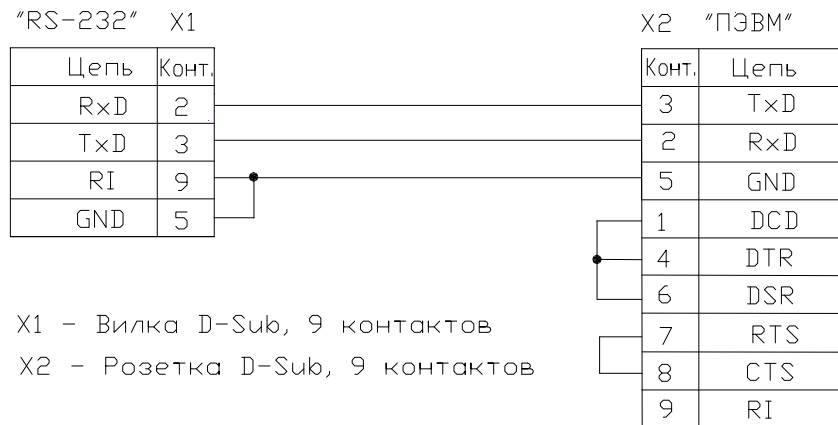 "RS-232" X1
Цепь Конт.
RxD 2
TxD 3
RI 9
GND 5
X2 "ПЭВМ"
Конт. Цепь
3 TxD
2 RxD
5 GND
1 DCD
4 DTR
6 DSR
7 RTS
8 CTS
9 RI
X1 - Вилка D-Sub, 9 контактов
X2 - Розетка D-Sub, 9 контактов